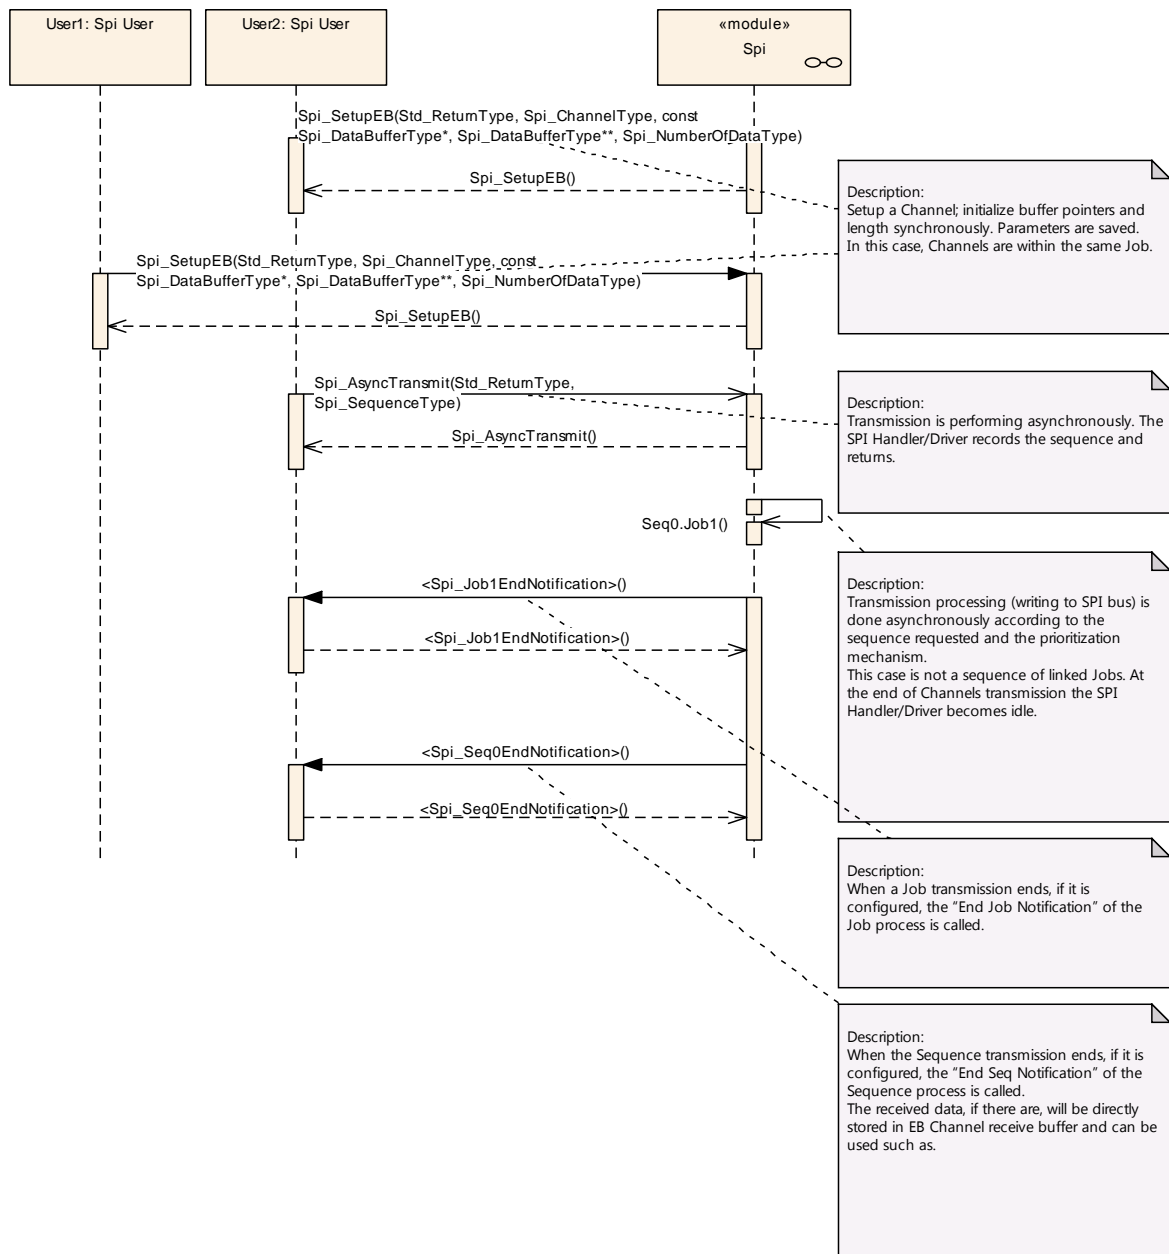 User1: Spi User
User2: Spi User
«module»
Spi
Spi_SetupEB(Std_ReturnType, Spi_ChannelType, const
Spi_DataBufferType*, Spi_DataBufferType**, Spi_NumberOfDataType)
Spi_SetupEB()
Description:
Setup a Channel; initialize buffer pointers and
length synchronously. Parameters are saved.
In this case, Channels are within the same Job.
Spi_SetupEB(Std_ReturnType, Spi_ChannelType, const
Spi_DataBufferType*, Spi_DataBufferType**, Spi_NumberOfDataType)
Spi_SetupEB()
Spi_AsyncTransmit(Std_ReturnType,
Spi_SequenceType)
Spi_AsyncTransmit()
Description:
Transmission is performing asynchronously. The
SPI Handler/Driver records the sequence and
returns.
Seq0.Job1()
Description:
Transmission processing (writing to SPI bus) is
done asynchronously according to the
sequence requested and the prioritization
mechanism.
This case is not a sequence of linked Jobs. At
the end of Channels transmission the SPI
Handler/Driver becomes idle.
<Spi_Job1EndNotification>()
<Spi_Job1EndNotification>()
<Spi_Seq0EndNotification>()
<Spi_Seq0EndNotification>()
Description:
When a Job transmission ends, if it is
configured, the "End Job Notification" of the
Job process is called.
Description:
When the Sequence transmission ends, if it is
configured, the "End Seq Notification" of the
Sequence process is called.
The received data, if there are, will be directly
stored in EB Channel receive buffer and can be
used such as.